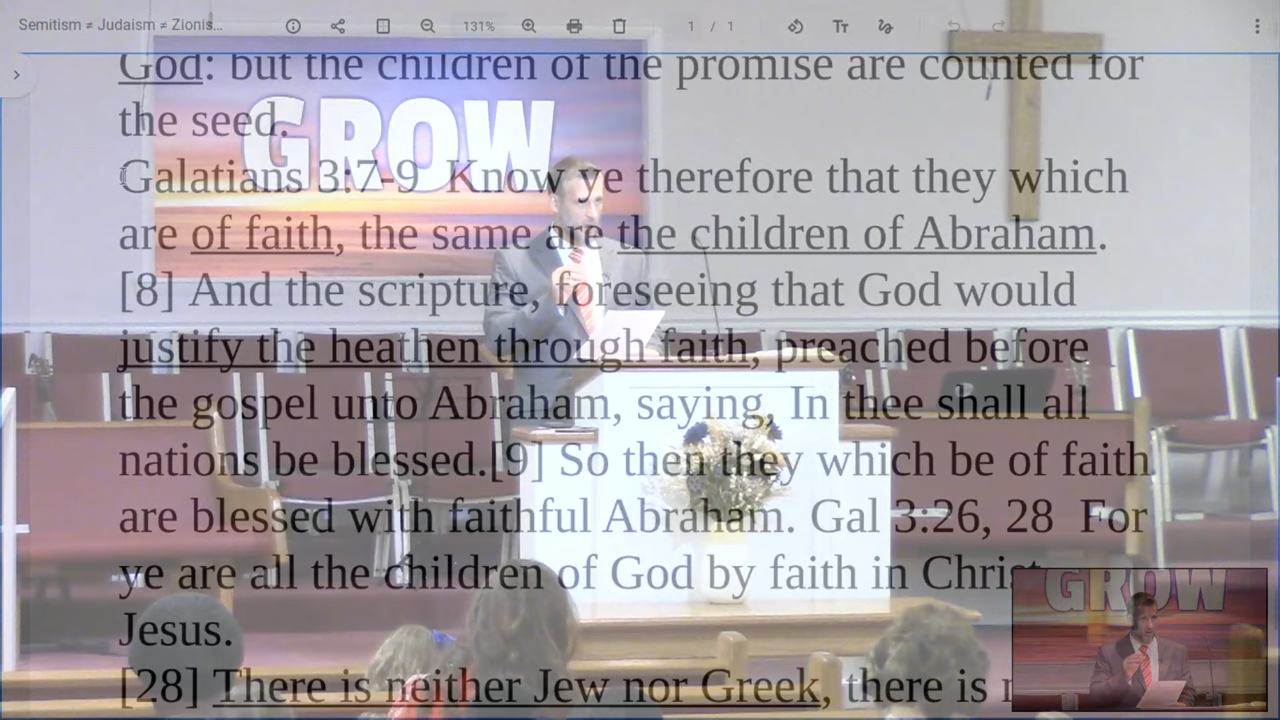 Semitism ≠ Judaism ≠ Zionis...
131%
1 / 1
God: but the children of the promise are counted for
the seed.
GROW
Galatians 3:7-9 Know ye therefore that they which
are of faith, the same are the children of Abraham.
[8] And the scripture, foreseeing that God would
justify the heathen through faith, preached before
the gospel unto Abraham, saying, In thee shall all
nations be blessed.[9] So then they which be of faith
are blessed with faithful Abraham. Gal 3:26, 28 For
ye are all the children of God by faith in Christ
Jesus.
GROW
[28] There is neither Jew nor Greek, there is